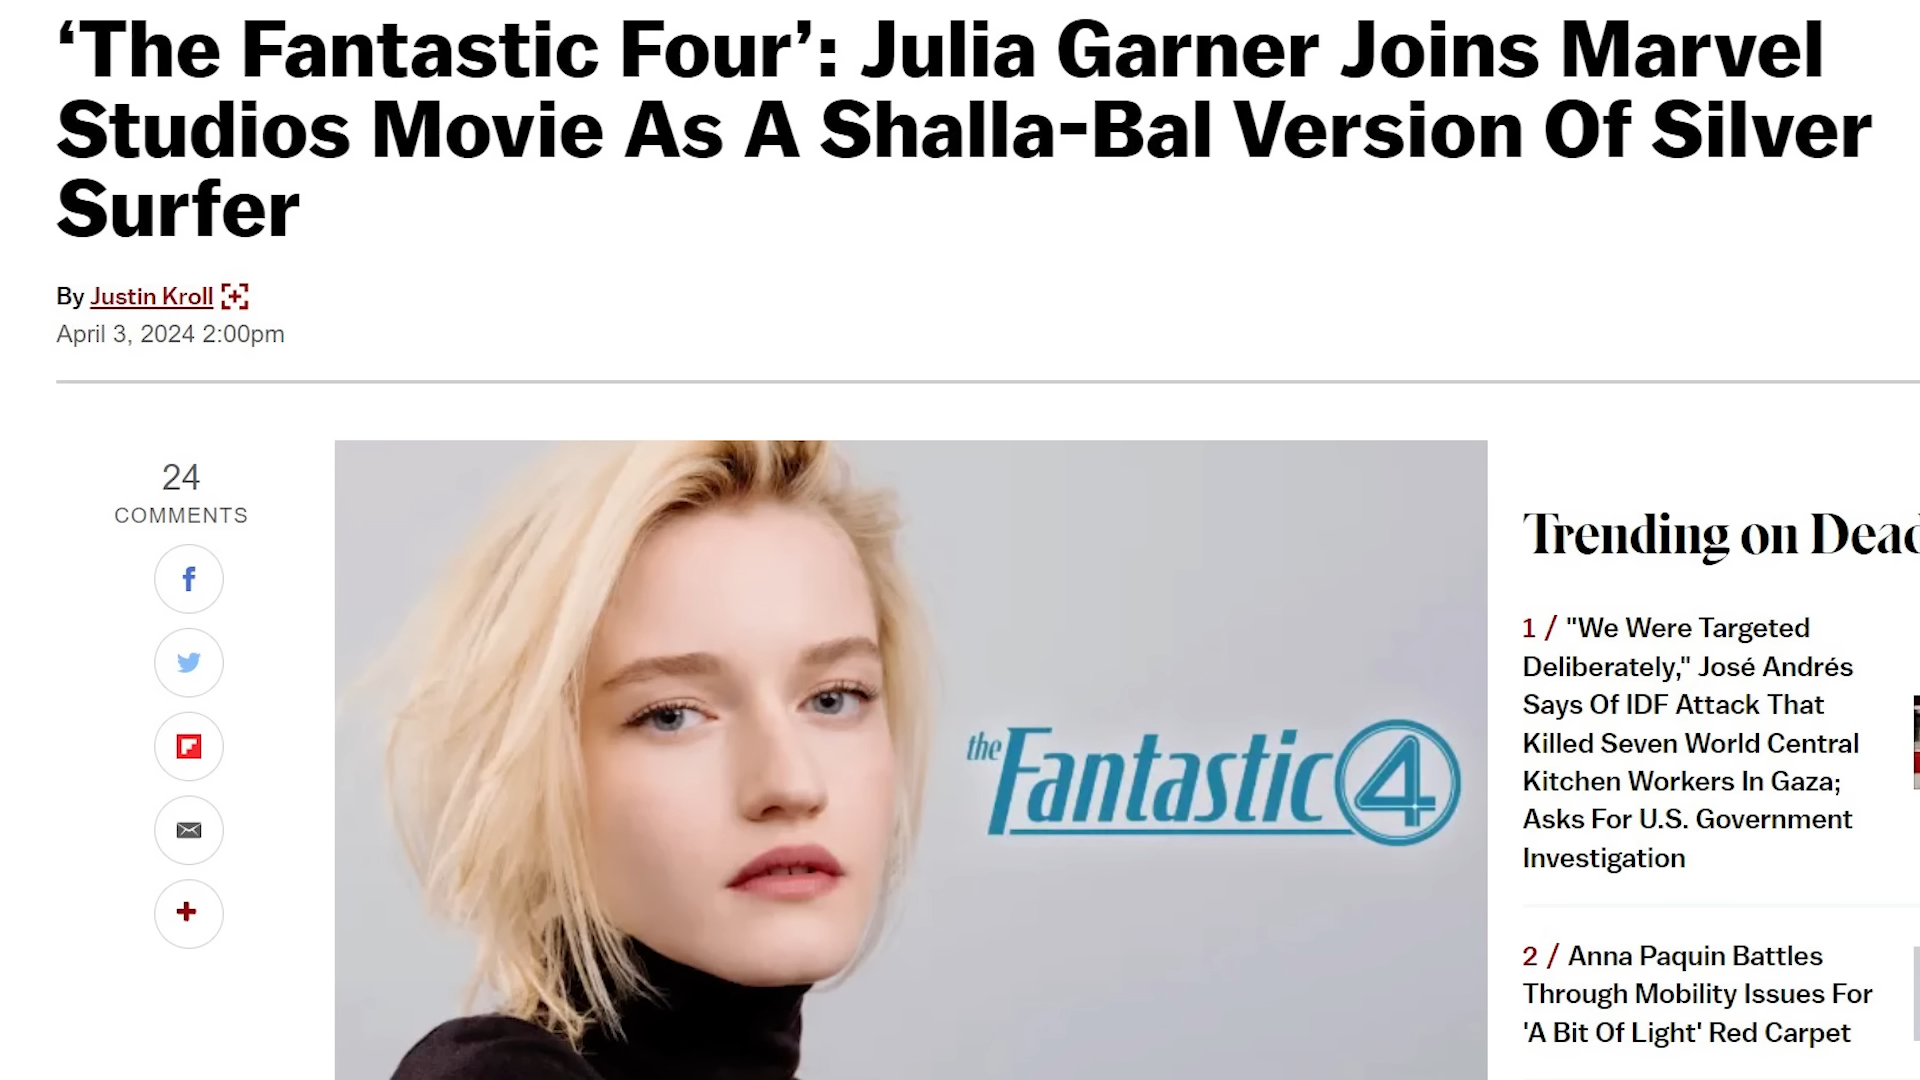 ‘The Fantastic Four’: Julia Garner Joins Marvel
Studios Movie As A Shalla-Bal Version Of Silver
Surfer
By Justin Kroll
April 3, 2024 2:00pm
24
COMMENTS
the Fantastic 4
Trending on Dead
1 / "We Were Targeted
Deliberately," José Andrés
Says Of IDF Attack That
Killed Seven World Central
Kitchen Workers In Gaza;
Asks For U.S. Government
Investigation
2 / Anna Paquin Battles
Through Mobility Issues For
'A Bit Of Light' Red Carpet